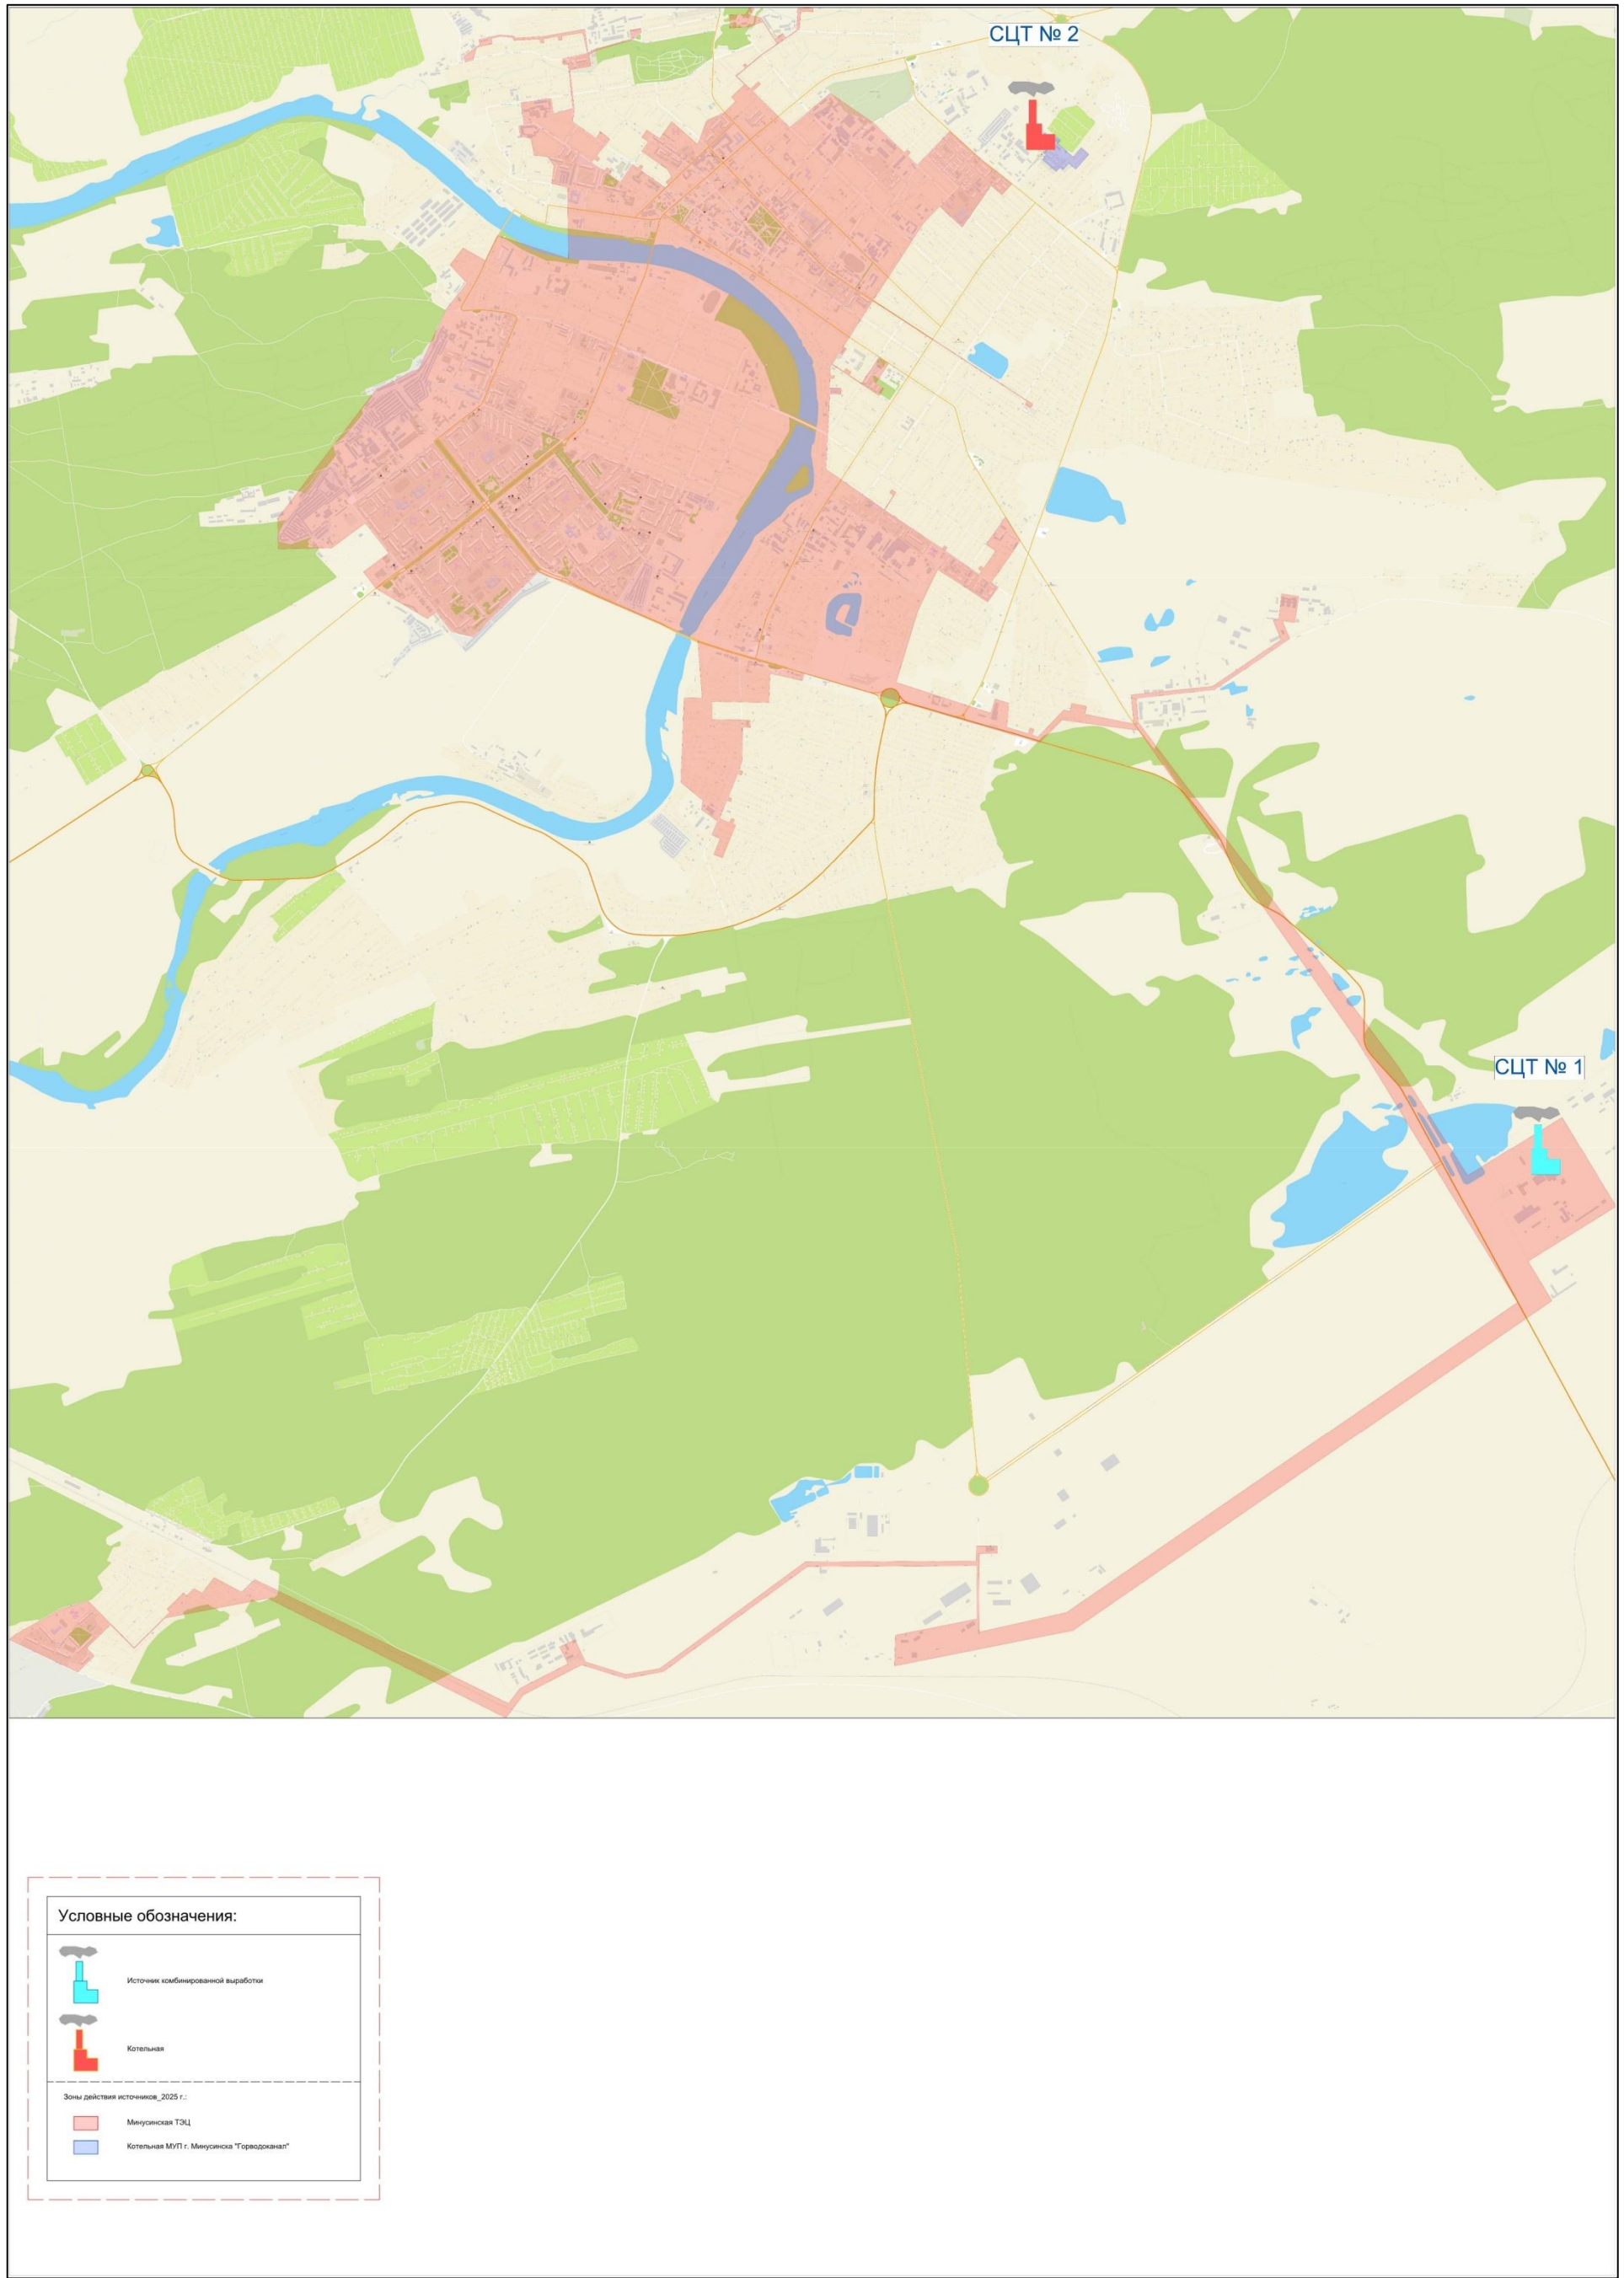 СЦТ № 2
СЦТ № 1
Условные обозначения:
Источник комбинированной выработки
Котельная
Зоны действия источников_2025 г.:
Минусинская ТЭЦ
Котельная МУП г. Минусинска "Горводоканал"